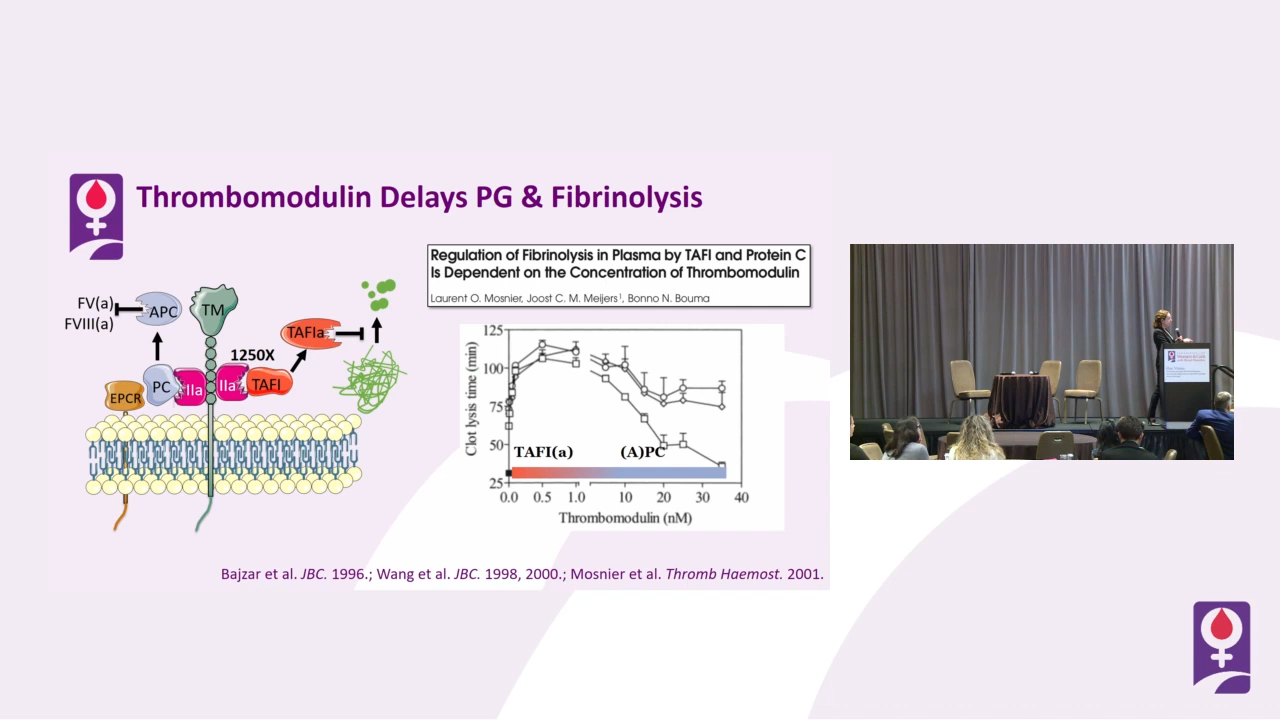 Thrombomodulin Delays PG & Fibrinolysis
Regulation of Fibrinolysis in Plasma by TAFI and Protein C
Is Dependent on the Concentration of Thrombomodulin
Laurent O. Mosnier, Joost C. M. Meijers¹, Bonno N. Bouma
FV(a)
FVIII(a)
APC
TM
TAFIa
1250X
EPCR
PC
IIa
IIa
TAFI
Clot lysis time (min)
125
100
75
50
25
TAFI(a)
(A)PC
0.0 0.5 1.0 10 20 30 40
Thrombomodulin (nM)
Bajzar et al. JBC. 1996.; Wang et al. JBC. 1998, 2000.; Mosnier et al. Thromb Haemost. 2001.